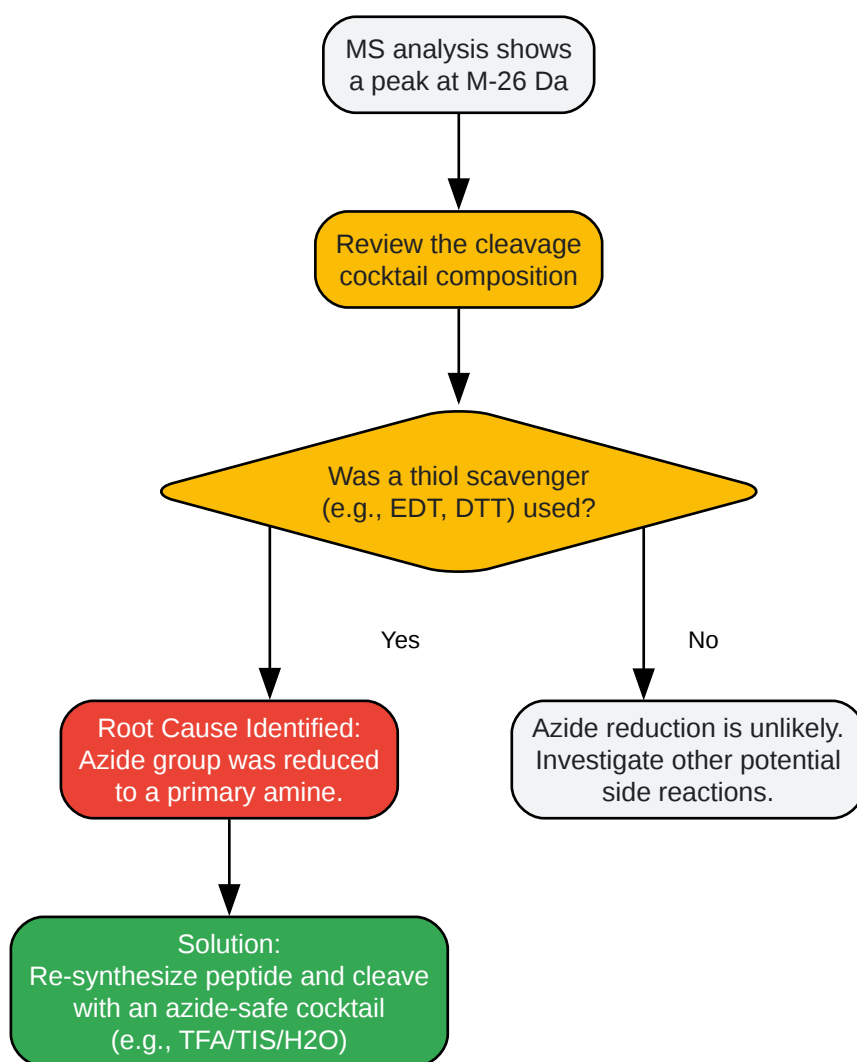 MS analysis shows
a peak at M-26 Da
Review the cleavage
cocktail composition
Was a thiol scavenger
(e.g., EDT, DTT) used?
Yes
No
Root Cause Identified:
Azide group was reduced
to a primary amine.
Azide reduction is unlikely.
Investigate other potential
side reactions.
Solution:
Re-synthesize peptide and cleave
with an azide-safe cocktail
(e.g., TFA/TIS/H2O)